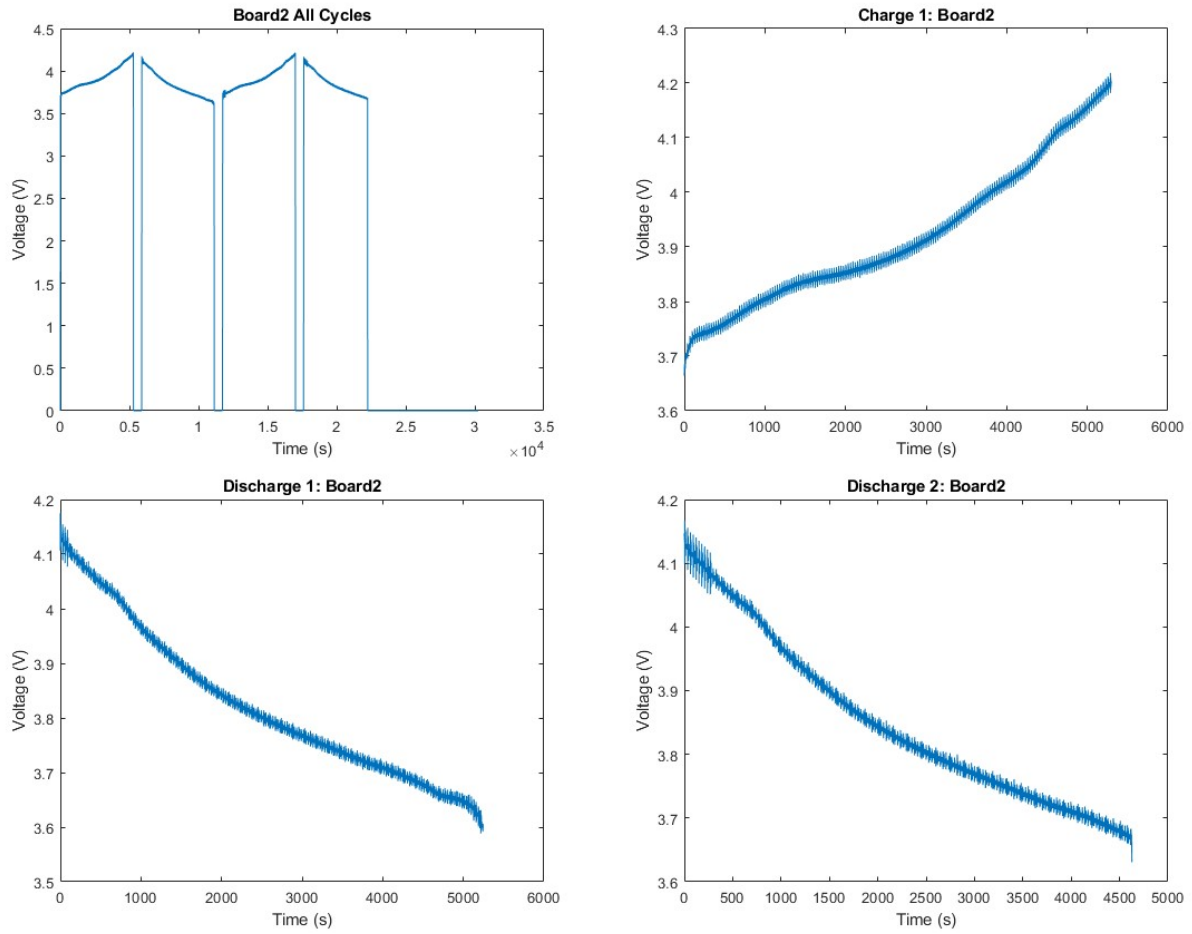 Board2 All Cycles
4.5
4
3.5
3
2.5
2
1.5
1
0.5
0
Voltage (V)
0 0.5 1 1.5 2 2.5 3 3.5
Time (s)
×10^4
Charge 1: Board2
4.3
4.2
4.1
4
3.9
3.8
3.7
3.6
Voltage (V)
0 1000 2000 3000 4000 5000 6000
Time (s)
Discharge 1: Board2
4.2
4.1
4
3.9
3.8
3.7
3.6
3.5
Voltage (V)
0 1000 2000 3000 4000 5000 6000
Time (s)
Discharge 2: Board2
4.2
4.1
4
3.9
3.8
3.7
3.6
Voltage (V)
0 500 1000 1500 2000 2500 3000 3500 4000 4500 5000
Time (s)